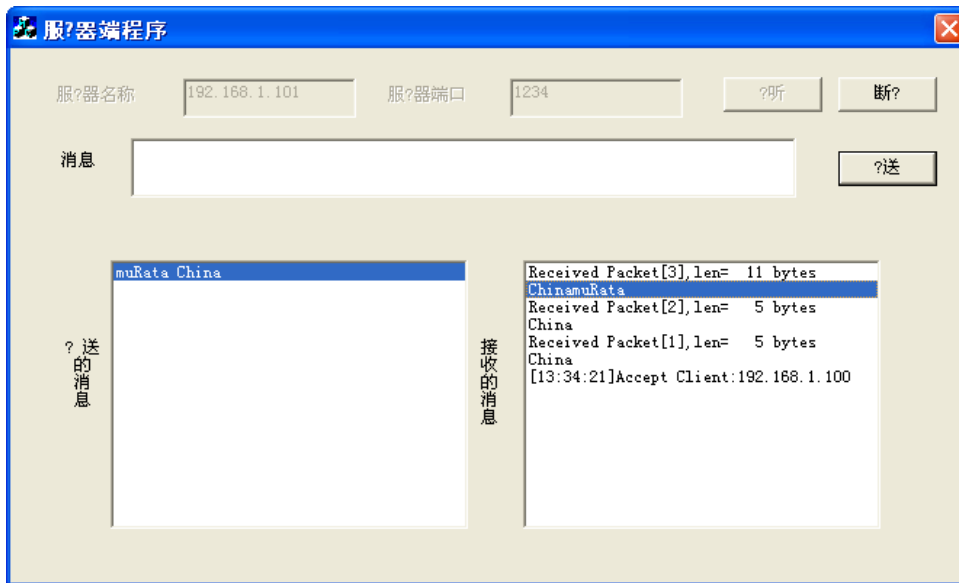 服?器端程序
服?器名称 192.168.1.101 服?器端口 1234 ?听 断?
消息 ?送
muRata China
?送的消息
接收的消息
Received Packet[3],len=  11 bytes
ChinamuRata
Received Packet[2],len=   5 bytes
China
Received Packet[1],len=   5 bytes
China
[13:34:21]Accept Client:192.168.1.100